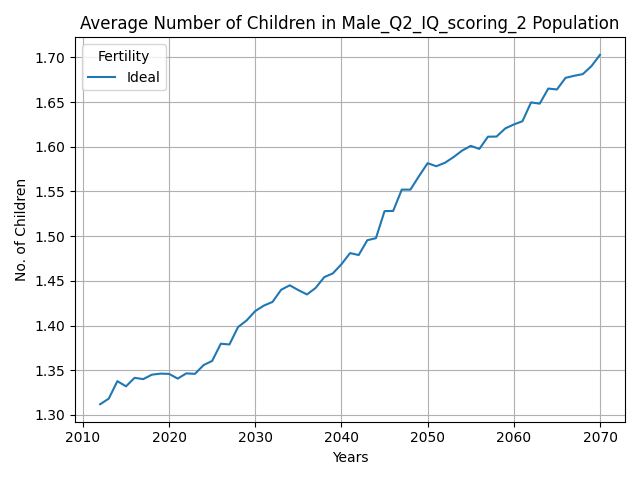 Average Number of Children in Male_Q2_IQ_scoring_2 Population
Fertility
Ideal
No. of Children
1.70
1.65
1.60
1.55
1.50
1.45
1.40
1.35
1.30
2010 2020 2030 2040 2050 2060 2070
Years